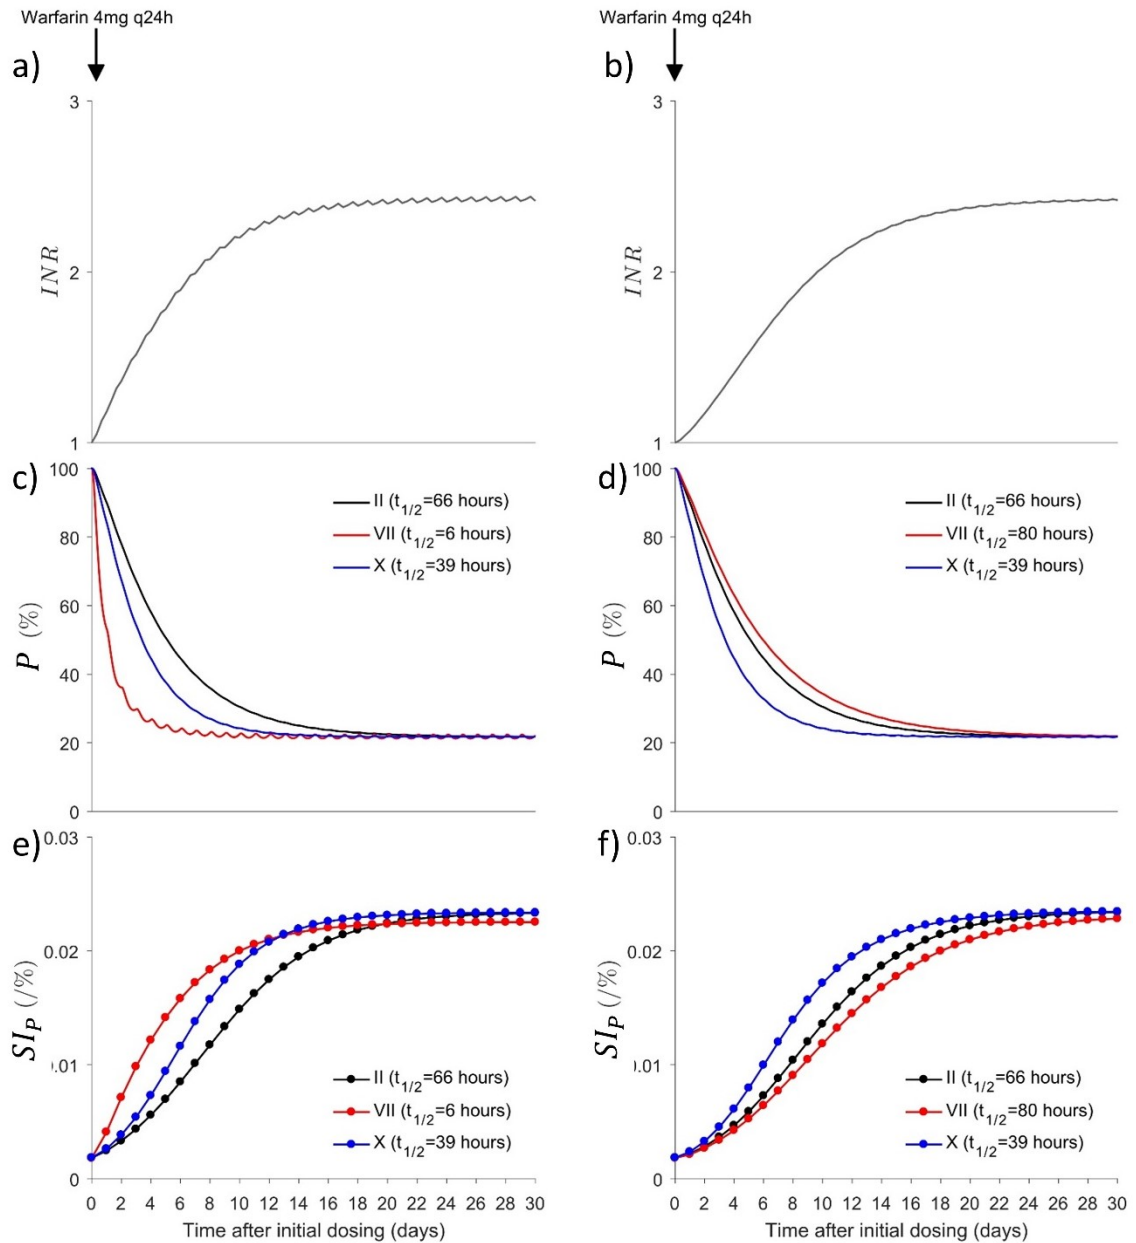 Warfarin 4mg q24h
Warfarin 4mg q24h
a)
b)
3
2
1
INR
3
2
1
INR
c)
100
80
60
40
20
0
P (%)
II (t1/2=66 hours)
VII (t1/2=6 hours)
X (t1/2=39 hours)
d)
100
80
60
40
20
0
P (%)
II (t1/2=66 hours)
VII (t1/2=80 hours)
X (t1/2=39 hours)
e)
).03
0.02
).01
0
SIP (/%)
II (t1/2=66 hours)
VII (t1/2=6 hours)
X (t1/2=39 hours)
0 2 4 6 8 10 12 14 16 18 20 22 24 26 28 30
Time after initial dosing (days)
f)
).03
0.02
).01
0
SIP (/%)
II (t1/2=66 hours)
VII (t1/2=80 hours)
X (t1/2=39 hours)
0 2 4 6 8 10 12 14 16 18 20 22 24 26 28 30
Time after initial dosing (days)